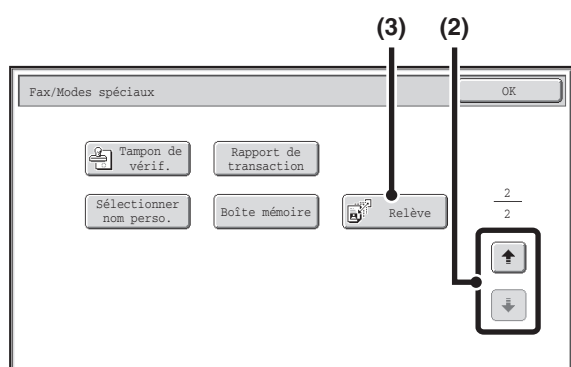 (3) (2)
Fax/Modes spéciaux OK
Tampon de
vérif.
Rapport de
transaction
Sélectionner
nom perso.
Boîte mémoire
Relève
2
2